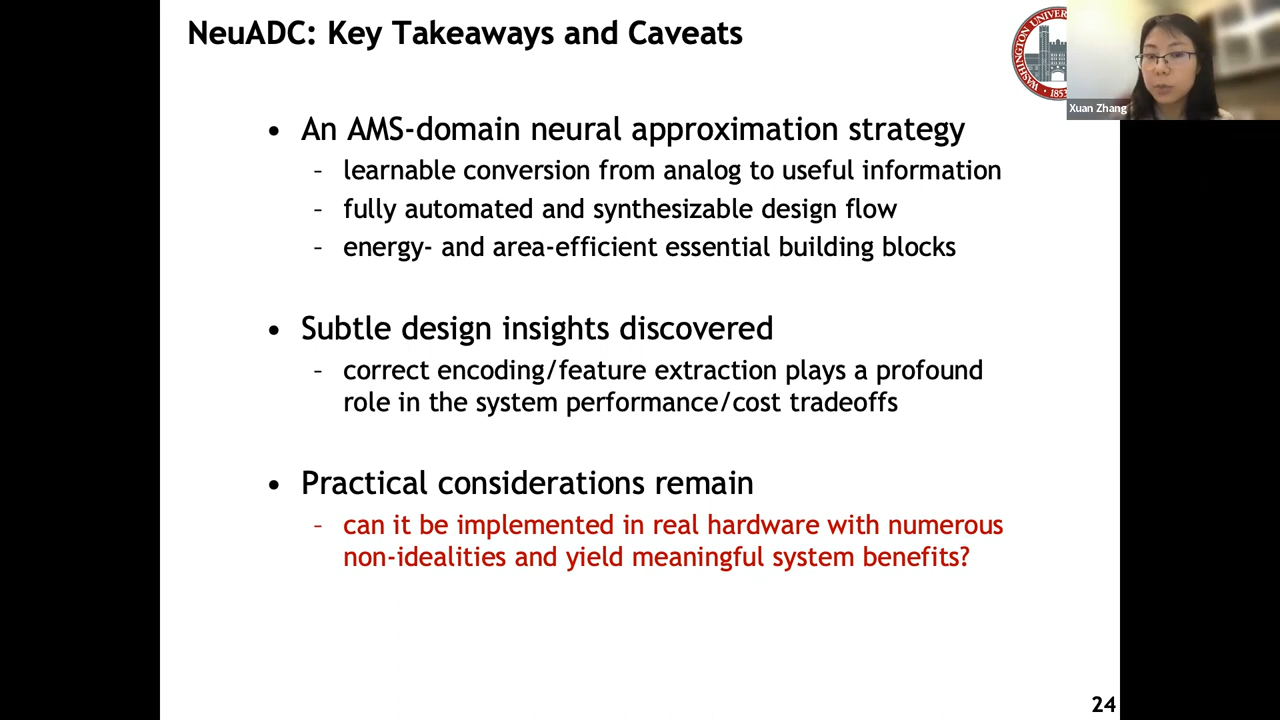 NeuADC: Key Takeaways and Caveats
WASHINGTON UNIVER
1853
Xuan Zhang
• An AMS-domain neural approximation strategy
– learnable conversion from analog to useful information
– fully automated and synthesizable design flow
– energy- and area-efficient essential building blocks
• Subtle design insights discovered
– correct encoding/feature extraction plays a profound
role in the system performance/cost tradeoffs
• Practical considerations remain
– can it be implemented in real hardware with numerous
non-idealities and yield meaningful system benefits?
24